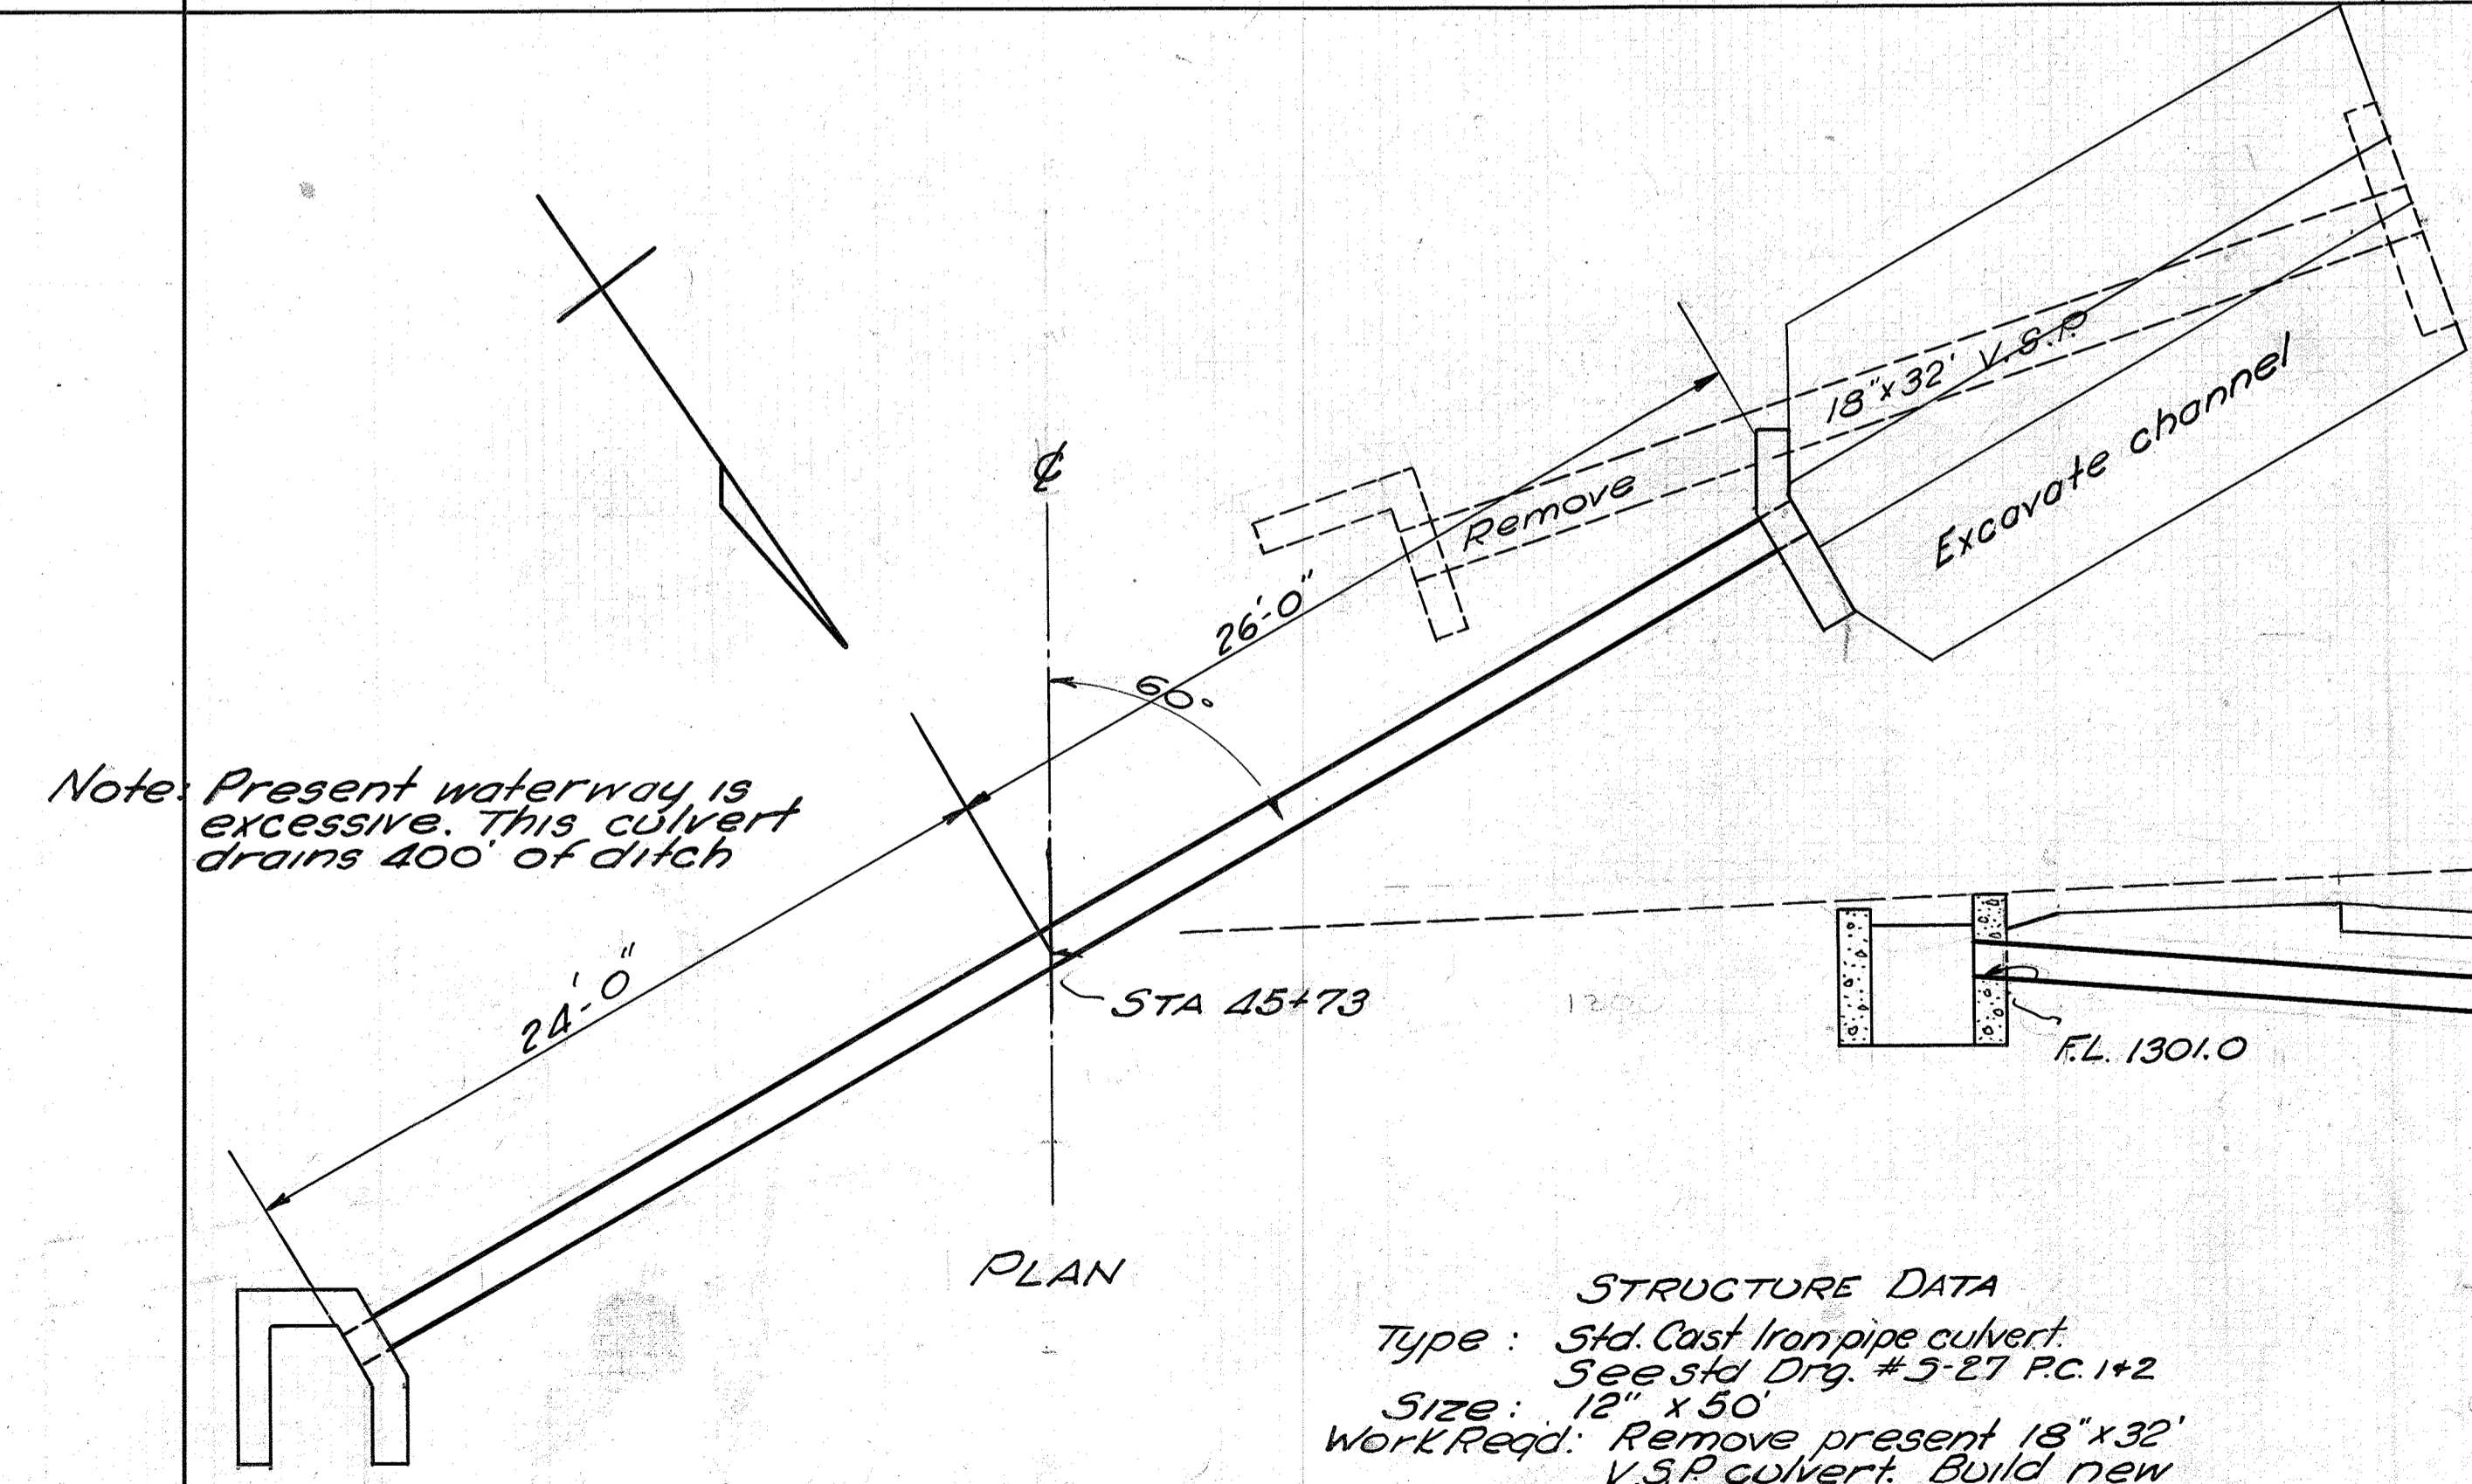 ℄
18"x32' V.S.P.
Remove
Excavate channel
26'-0"
60°
Note: Present waterway is
excessive. This culvert
drains 400' of ditch
24'-0"
STA 45+73
1300
F.L. 1301.0
PLAN
STRUCTURE DATA
Type : Std. Cast Iron pipe culvert.
See std Drg. #S-27 P.C. 1+2
Size : 12" x 50'
Work Reqd: Remove present 18"x32'
V.S.P. culvert. Build new